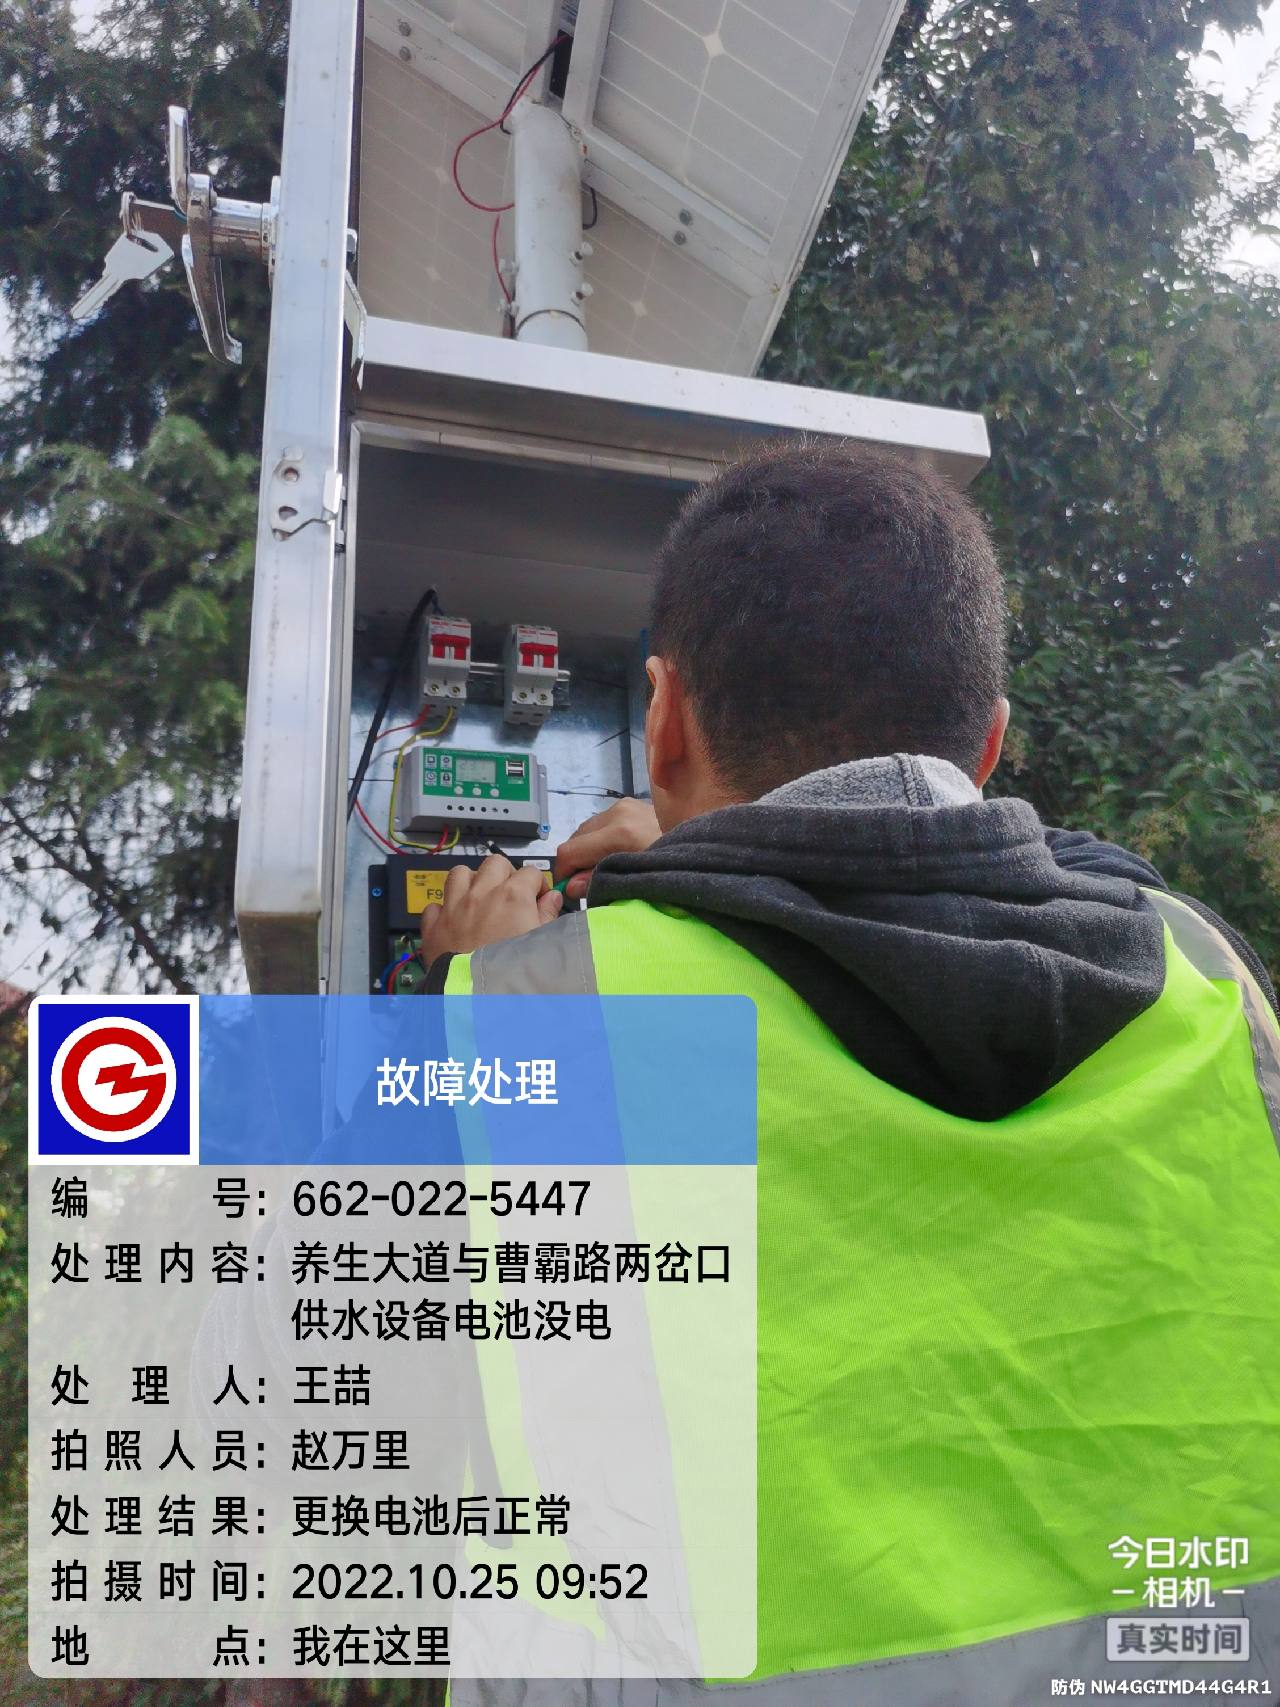 F9
故障处理
编号：662-022-5447
处理内容：养生大道与曹霸路两岔口
供水设备电池没电
处理人：王喆
拍照人员：赵万里
处理结果：更换电池后正常
拍摄时间：2022.10.25 09:52
地点：我在这里
今日水印
相机
真实时间
防伪 NW4GGTMD44G4R1